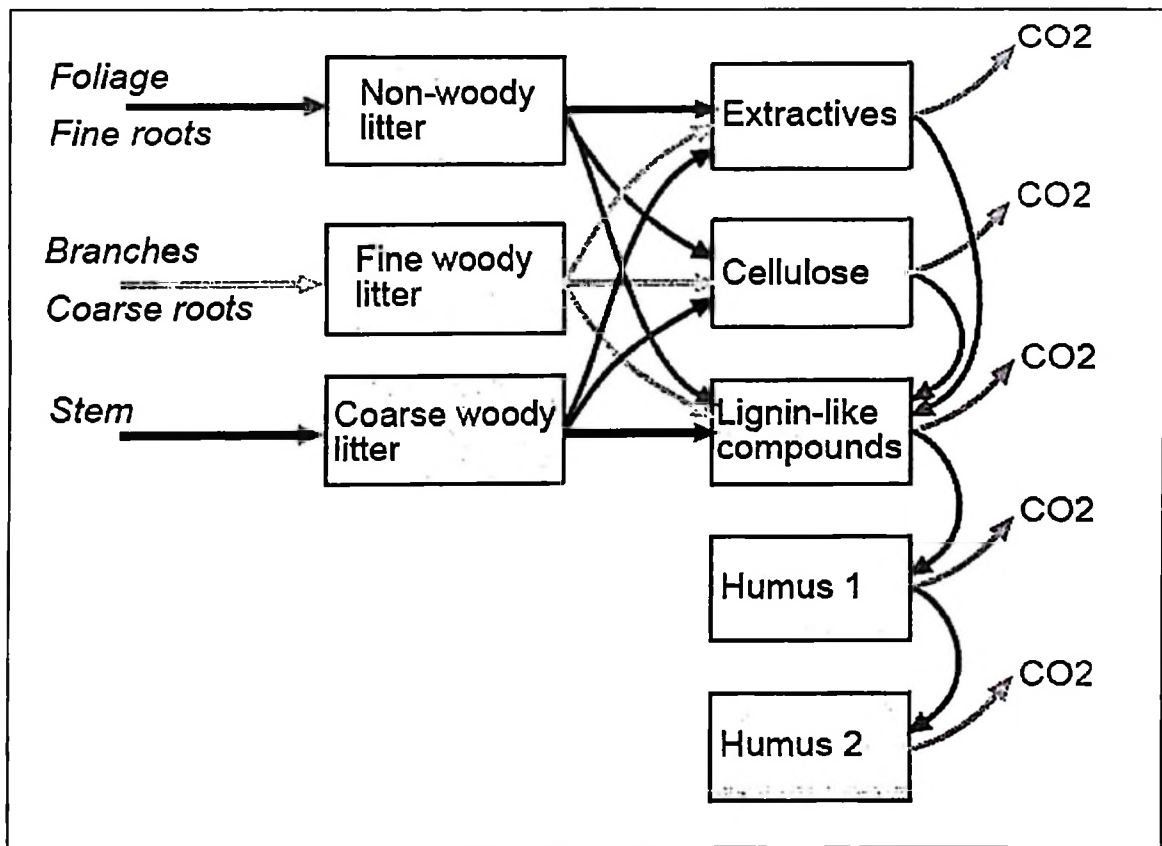 Foliage
Fine roots
Branches
Coarse roots
Stem
Non-woody
litter
Fine woody
litter
Coarse woody
litter
Extractives
Cellulose
Lignin-like
compounds
Humus 1
Humus 2
CO2
CO2
CO2
CO2
CO2